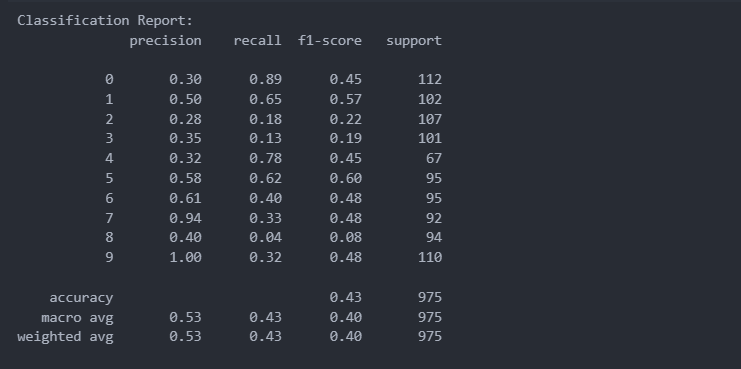 Classification Report:
precision recall f1-score support
0 0.30 0.89 0.45 112
1 0.50 0.65 0.57 102
2 0.28 0.18 0.22 107
3 0.35 0.13 0.19 101
4 0.32 0.78 0.45 67
5 0.58 0.62 0.60 95
6 0.61 0.40 0.48 95
7 0.94 0.33 0.48 92
8 0.40 0.04 0.08 94
9 1.00 0.32 0.48 110
accuracy 0.43 975
macro avg 0.53 0.43 0.40 975
weighted avg 0.53 0.43 0.40 975